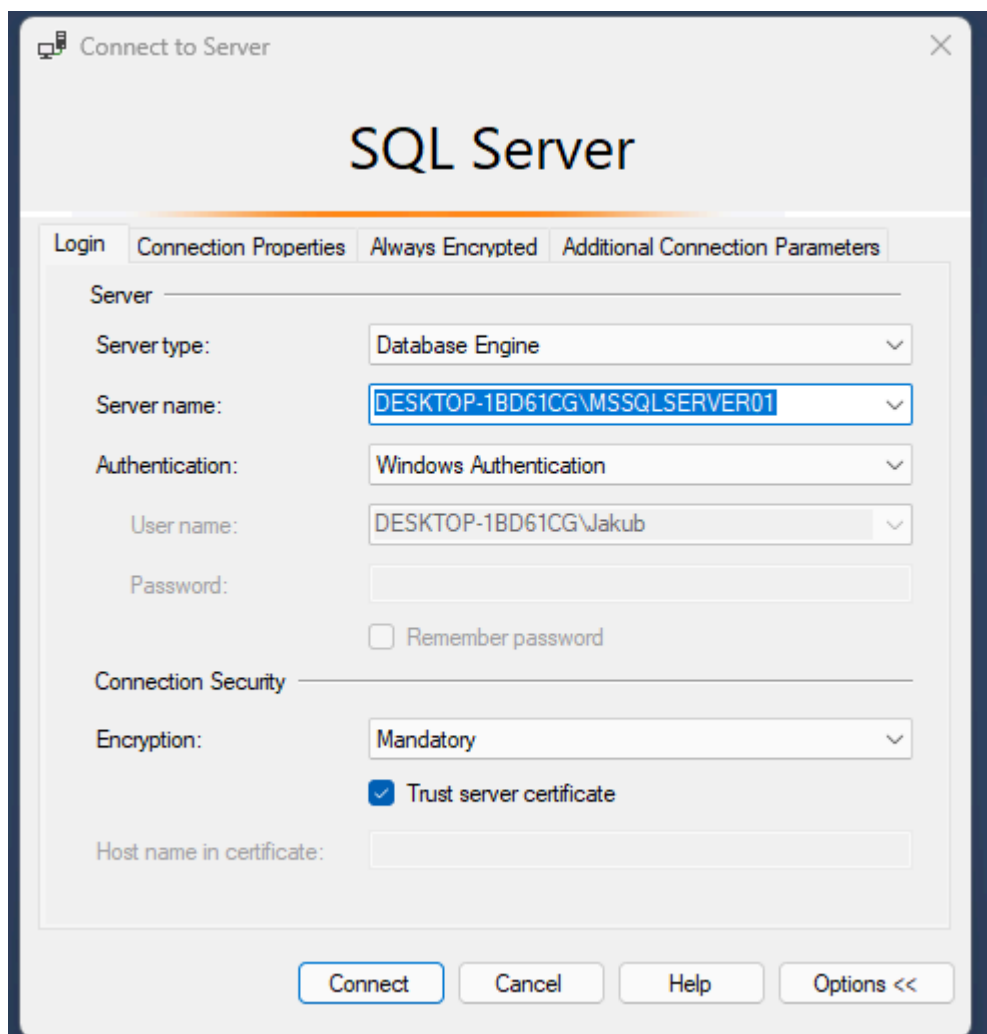 Connect to Server
SQL Server
Login Connection Properties Always Encrypted Additional Connection Parameters
Server
Server type: Database Engine
Server name: DESKTOP-1BD61CG\MSSQLSERVER01
Authentication: Windows Authentication
User name: DESKTOP-1BD61CG\Jakub
Password:
Remember password
Connection Security
Encryption: Mandatory
Trust server certificate
Host name in certificate:
Connect Cancel Help Options <<